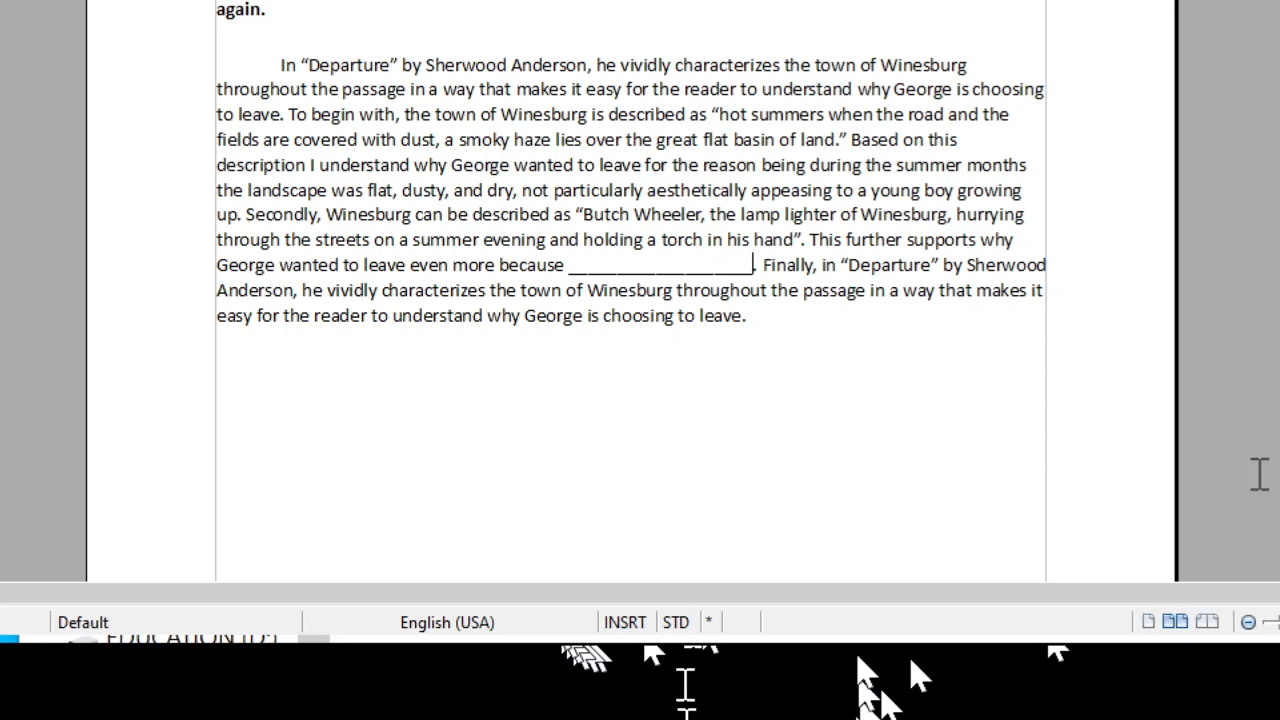 again.
In “Departure” by Sherwood Anderson, he vividly characterizes the town of Winesburg
throughout the passage in a way that makes it easy for the reader to understand why George is choosing
to leave. To begin with, the town of Winesburg is described as “hot summers when the road and the
fields are covered with dust, a smoky haze lies over the great flat basin of land.” Based on this
description I understand why George wanted to leave for the reason being during the summer months
the landscape was flat, dusty, and dry, not particularly aesthetically appeasing to a young boy growing
up. Secondly, Winesburg can be described as “Butch Wheeler, the lamp lighter of Winesburg, hurrying
through the streets on a summer evening and holding a torch in his hand”. This further supports why
George wanted to leave even more because ___________________. Finally, in “Departure” by Sherwood
Anderson, he vividly characterizes the town of Winesburg throughout the passage in a way that makes it
easy for the reader to understand why George is choosing to leave.
Default English (USA) INSRT STD *
EDUCATION